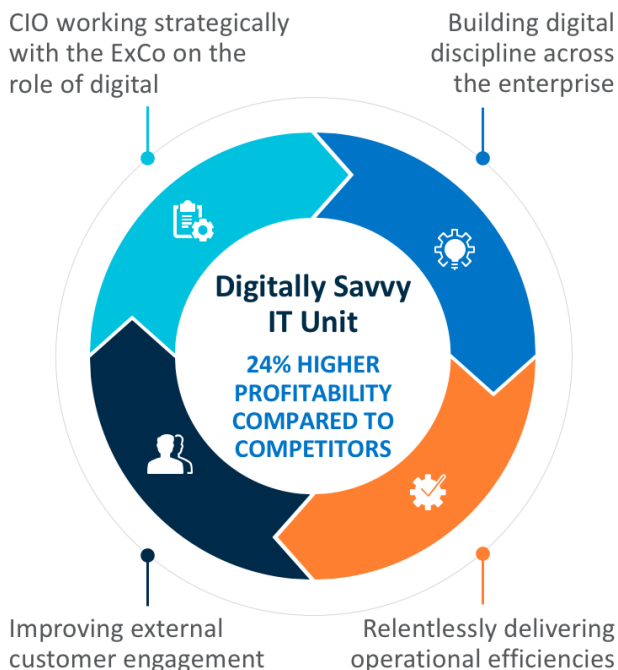 CIO working strategically
with the ExCo on the
role of digital
Building digital
discipline across
the enterprise
Digitally Savvy
IT Unit
24% HIGHER
PROFITABILITY
COMPARED TO
COMPETITORS
Improving external
customer engagement
Relentlessly delivering
operational efficiencies